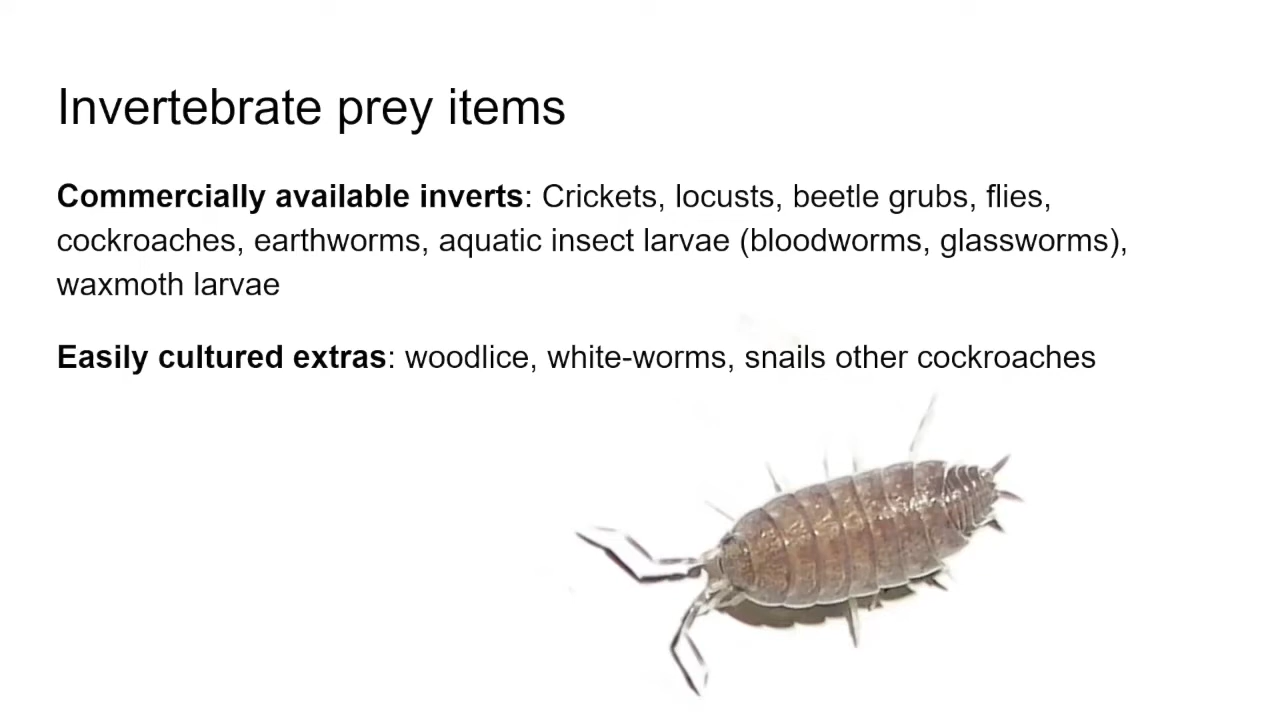 Invertebrate prey items
Commercially available inverts: Crickets, locusts, beetle grubs, flies,
cockroaches, earthworms, aquatic insect larvae (bloodworms, glassworms),
waxmoth larvae
Easily cultured extras: woodlice, white-worms, snails other cockroaches